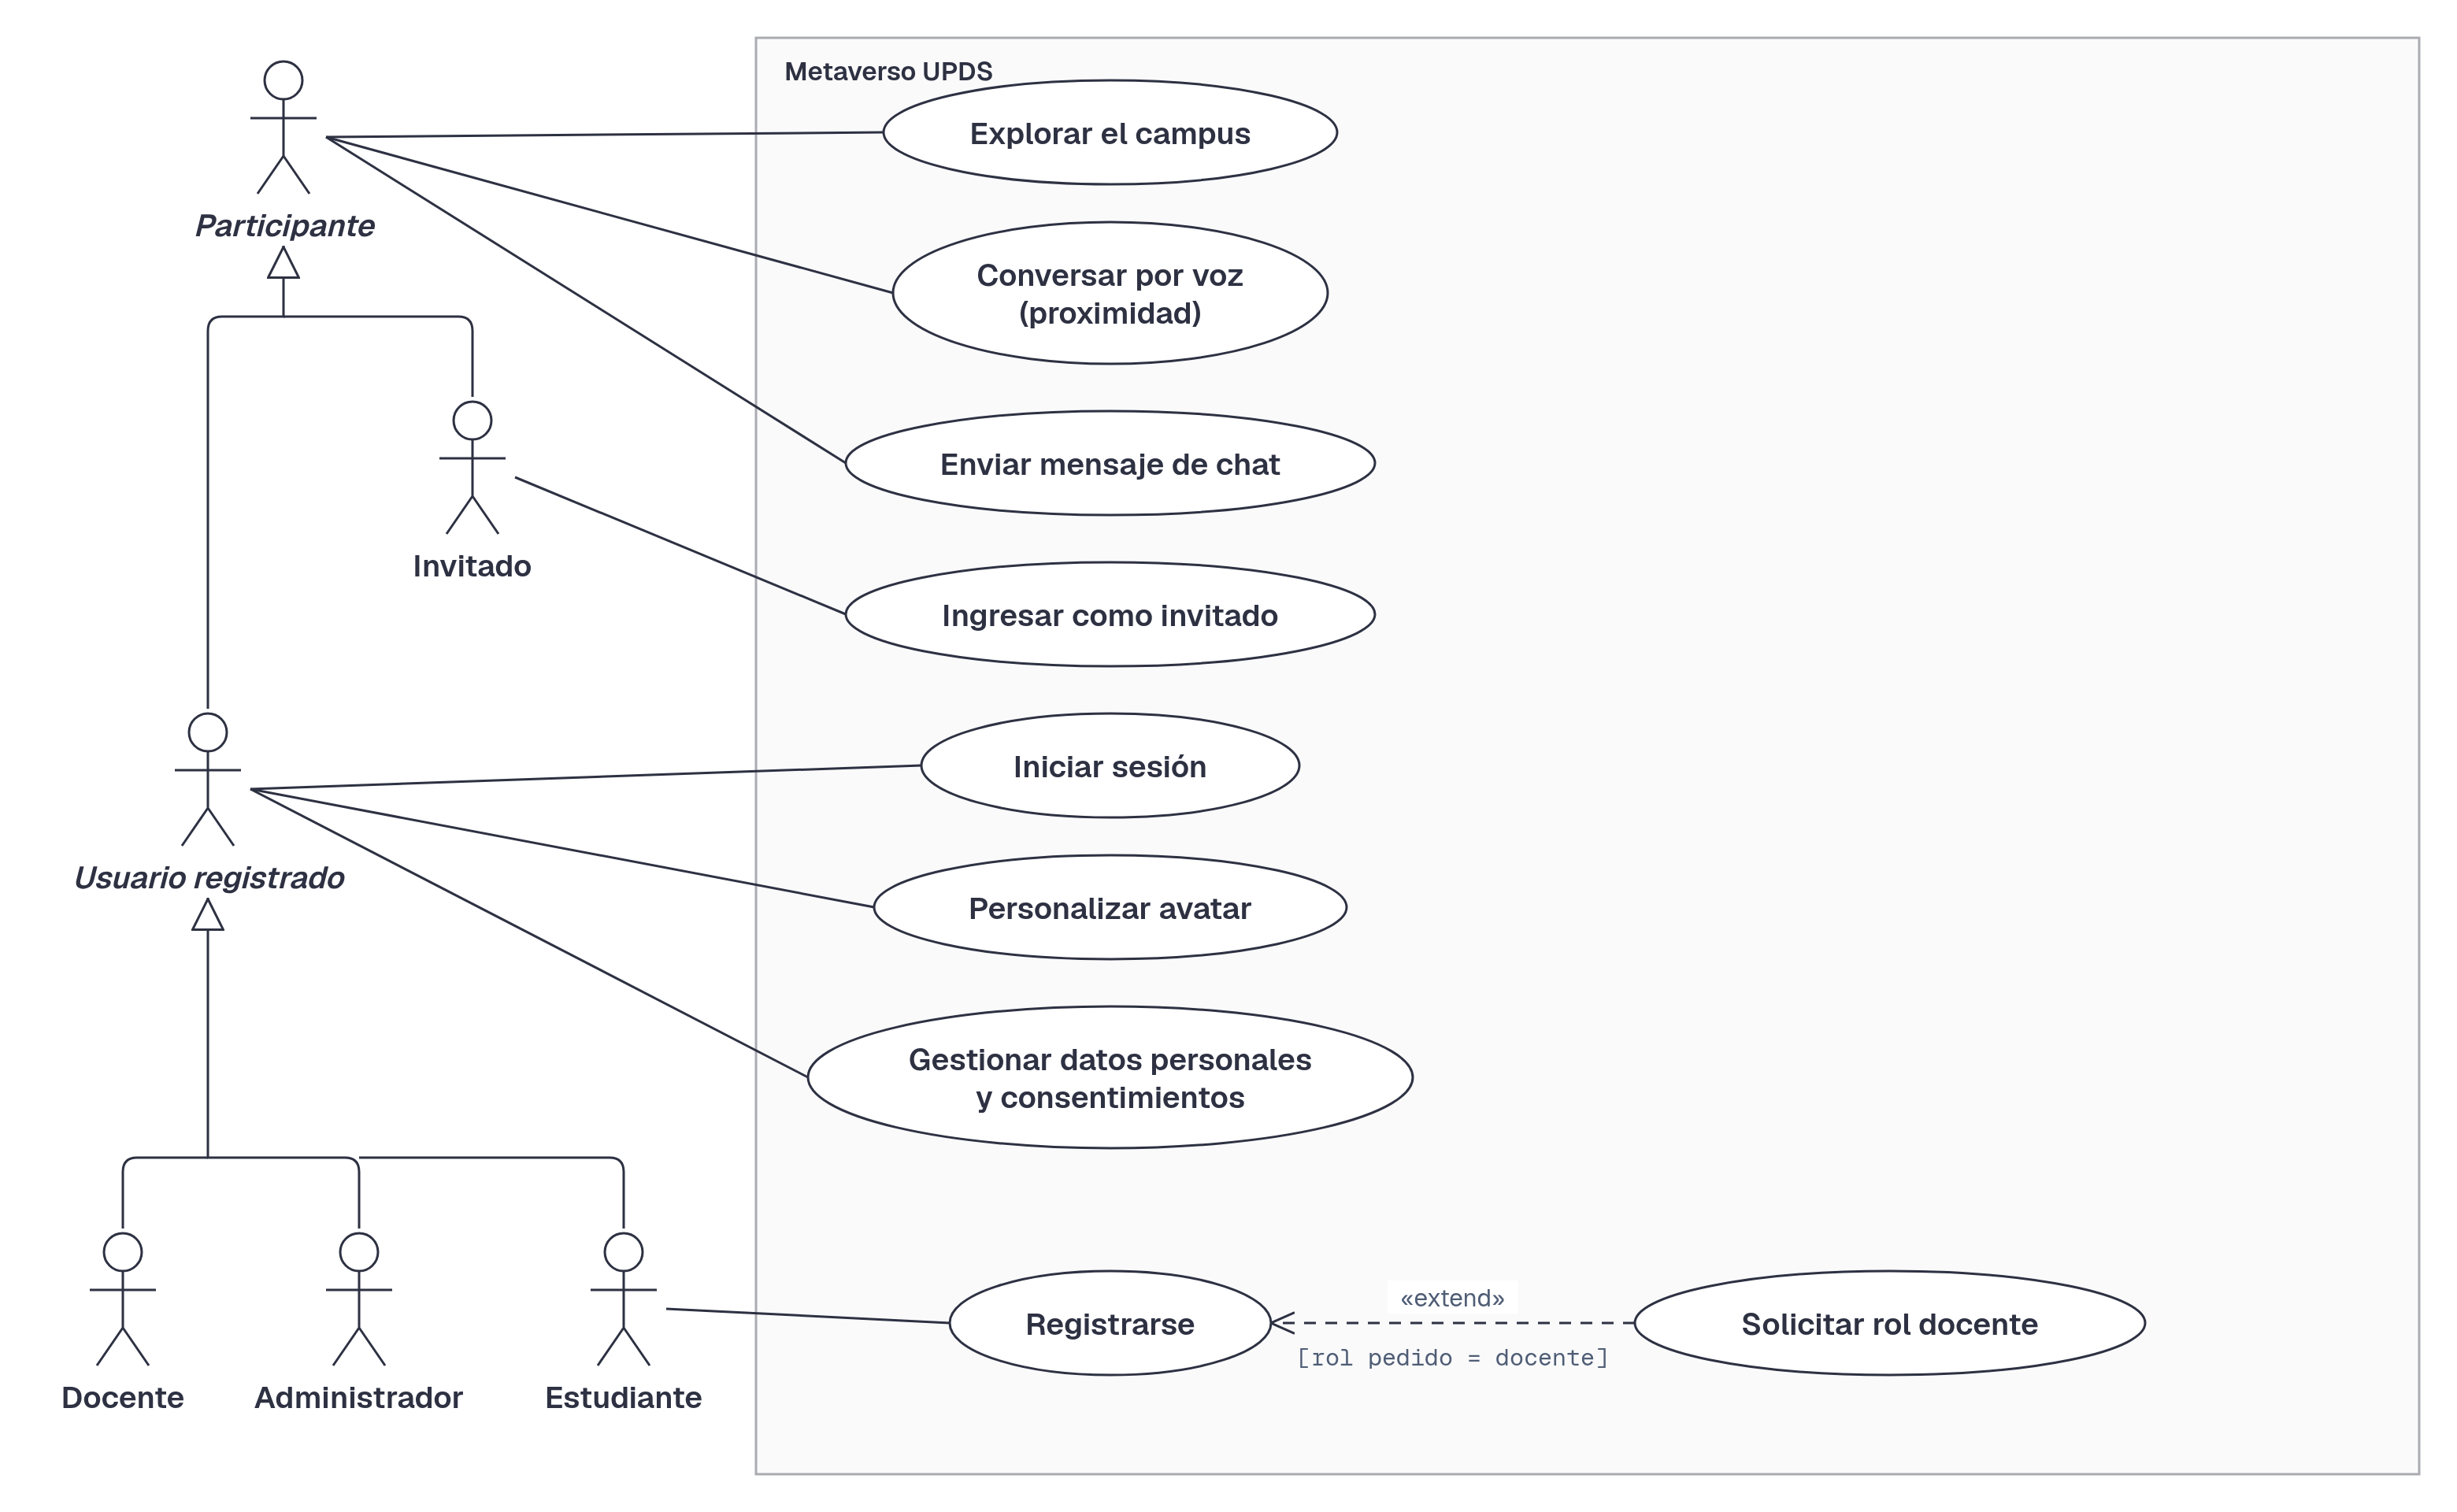 Metaverso UPDS
Explorar el campus
Participante
Conversar por voz
(proximidad)
Enviar mensaje de chat
Invitado
Ingresar como invitado
Iniciar sesión
Usuario registrado
Personalizar avatar
Gestionar datos personales
y consentimientos
«extend»
Registrarse
Solicitar rol docente
[rol pedido = docente]
Docente
Administrador
Estudiante